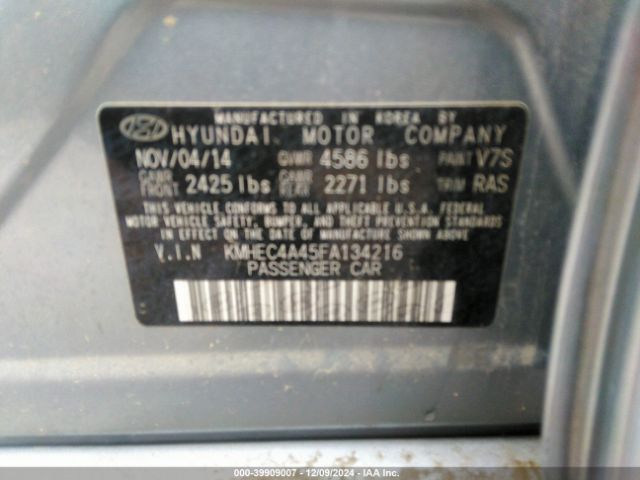 MANUFACTURED IN KOREA BY
HYUNDAI MOTOR COMPANY
NOV/04/14 GVWR 4586 lbs PAINT V7S
GAWR FRONT 2425 lbs GAWR REAR 2271 lbs TRIM RAS
THIS VEHICLE CONFORMS TO ALL APPLICABLE U.S.A. FEDERAL
MOTOR VEHICLE SAFETY, BUMPER, AND THEFT PREVENTION
STANDARDS IN EFFECT ON THE DATE OF MANUFACTURE SHOWN ABOVE
V.I.N KMHEC4A45FA134216
PASSENGER CAR
000-39909007 - 12/09/2024 - IAA Inc.